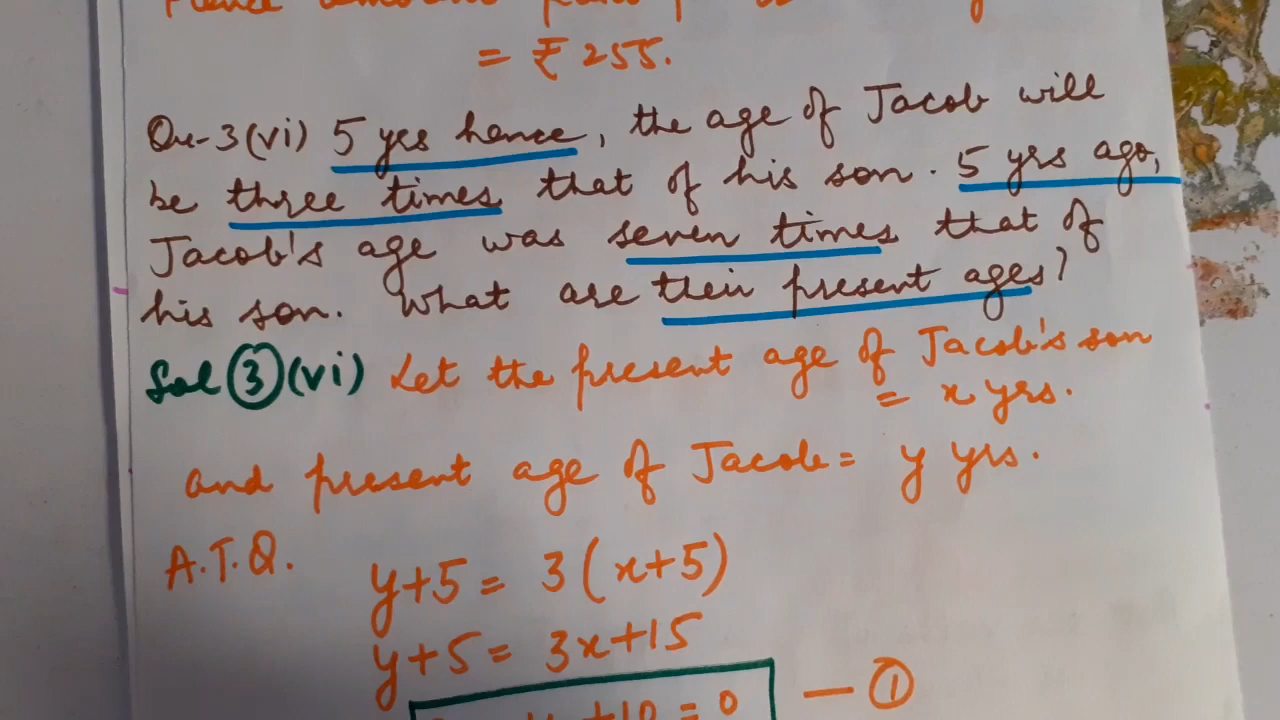 = ₹ 255.
Qu-3(vi) 5 yrs hence, the age of Jacob will
be three times that of his son. 5 yrs ago,
Jacob's age was seven times that of
his son. What are their present ages?
Sol ③ (vi) Let the present age of Jacob's son
= x yrs.
and present age of Jacob = y yrs.
A.T.Q. y+5 = 3(x+5)
y+5 = 3x+15
+10 = 0 — ①